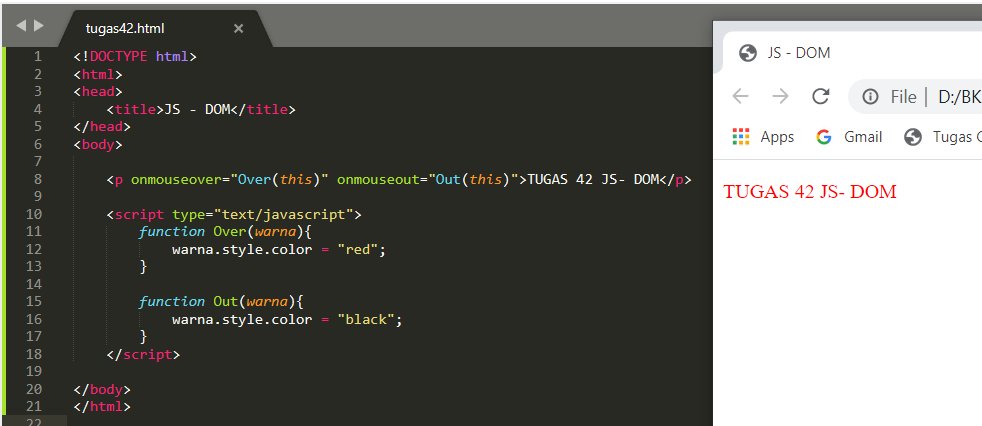 tugas42.html ×
1 <!DOCTYPE html>
2 <html>
3 <head>
4 <title>JS - DOM</title>
5 </head>
6 <body>
7
8 <p onmouseover="Over(this)" onmouseout="Out(this)">TUGAS 42 JS- DOM</p>
9
10 <script type="text/javascript">
11 function Over(warna){
12 warna.style.color = "red";
13 }
14
15 function Out(warna){
16 warna.style.color = "black";
17 }
18 </script>
19
20 </body>
21 </html>
22
JS - DOM
File | D:/BK
Apps Gmail Tugas
TUGAS 42 JS- DOM